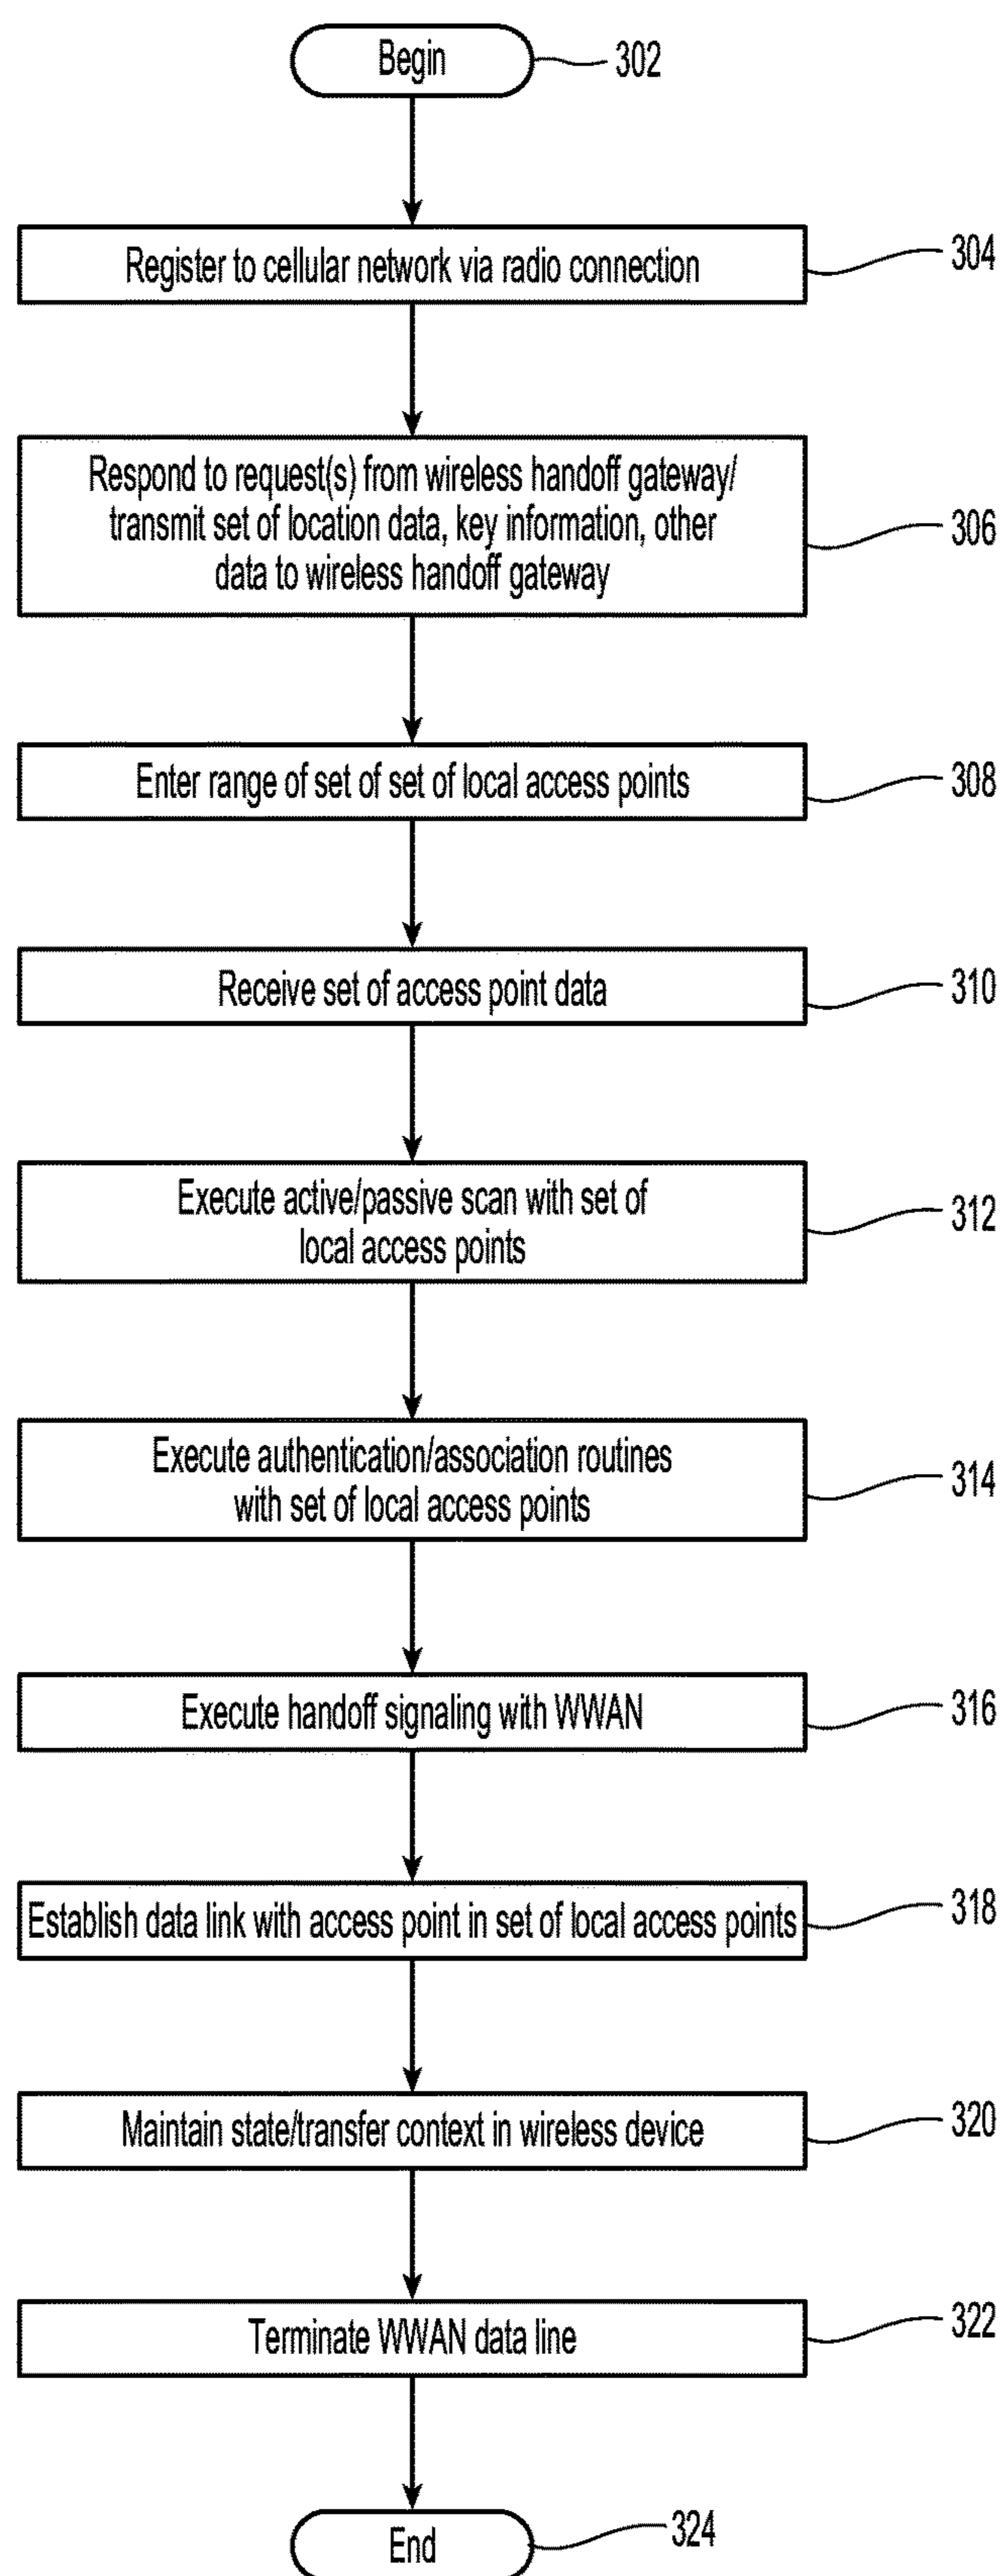 Begin
302
Register to cellular network via radio connection
304
Respond to request(s) from wireless handoff gateway/
transmit set of location data, key information, other
data to wireless handoff gateway
306
Enter range of set of set of local access points
308
Receive set of access point data
310
Execute active/passive scan with set of
local access points
312
Execute authentication/association routines
with set of local access points
314
Execute handoff signaling with WWAN
316
Establish data link with access point in set of local access points
318
Maintain state/transfer context in wireless device
320
Terminate WWAN data line
322
End
324